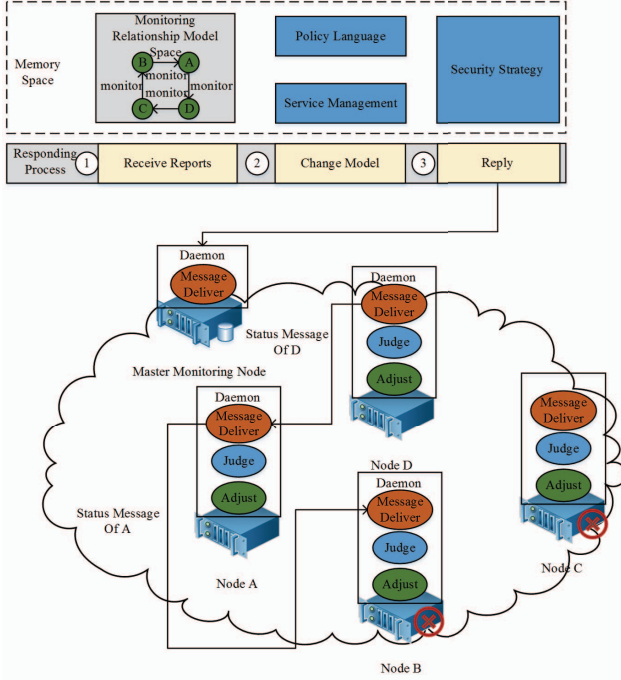 Monitoring
Relationship Model
Space
B
A
monitor
monitor
monitor
monitor
C
D
Memory
Space
Policy Language
Service Management
Security Strategy
Responding
Process
1
Receive Reports
2
Change Model
3
Reply
Daemon
Message
Deliver
Master Monitoring Node
Status Message
Of D
Daemon
Message
Deliver
Judge
Adjust
Node D
Daemon
Message
Deliver
Judge
Adjust
Node A
Status Message
Of A
Daemon
Message
Deliver
Judge
Adjust
Node B
Message
Deliver
Judge
Adjust
Node C